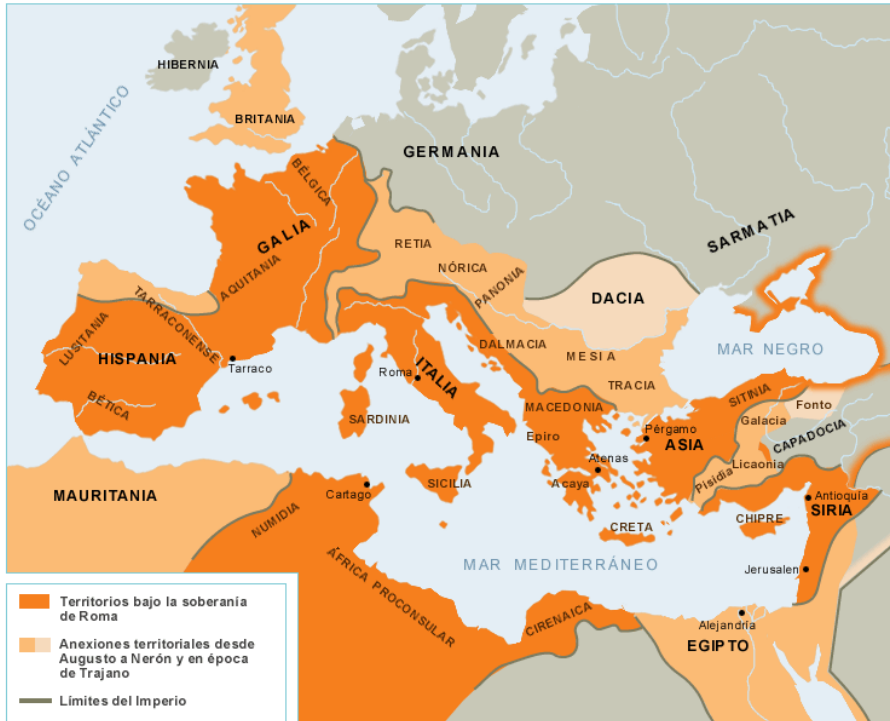 HIBERNIA
BRITANIA
OCÉANO ATLÁNTICO
GERMANIA
BÉLGICA
SARMATIA
GALIA
RETIA
AQUITANIA
NÓRICA
PANONIA
DACIA
TARRACONENSE
LUSITANIA
HISPANIA
Tarraco
BÉTICA
Roma
ITALIA
DALMACIA
MESIA
MAR NEGRO
TRACIA
SARDINIA
MACEDONIA
SITINIA
Fonto
Galacia
Epiro
Pérgamo
ASIA
CAPADOCIA
Atenas
Licaonia
Pisidia
MAURITANIA
Cartago
SICILIA
Acaya
Antioquía
SIRIA
NUMIDIA
CRETA
CHIPRE
MAR MEDITERRÁNEO
Jerusalen
ÁFRICA PROCONSULAR
CIRENAICA
Alejandría
EGIPTO
Territorios bajo la soberanía
de Roma
Anexiones territoriales desde
Augusto a Nerón y en época
de Trajano
Límites del Imperio